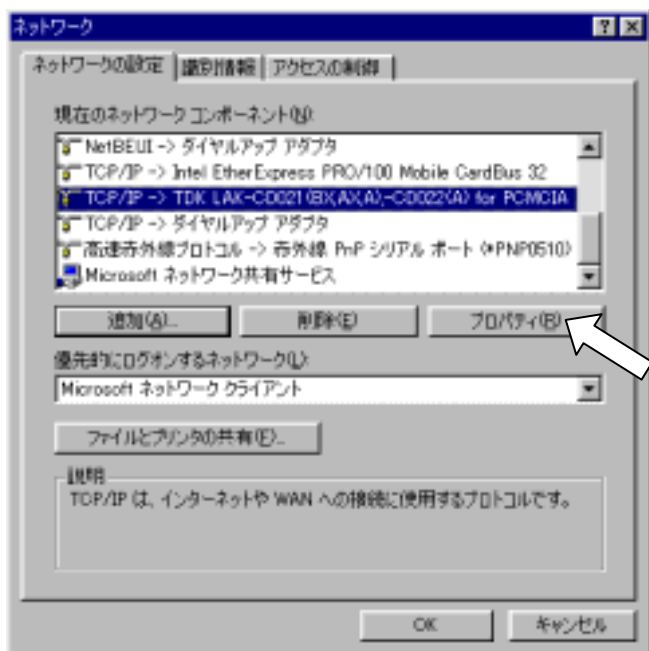 ネットワーク
ネットワークの設定 識別情報 アクセスの制御
現在のネットワーク コンポーネント(N):
NetBEUI -> ダイヤルアップ アダプタ
TCP/IP -> Intel EtherExpress PRO/100 Mobile CardBus 32
TCP/IP -> TDK LAK-CD021(BX,AX,A),-CD022(A) for PCMCIA
TCP/IP -> ダイヤルアップ アダプタ
高速赤外線プロトコル -> 赤外線 PnP シリアル ポート (*PNP0510)
Microsoft ネットワーク共有サービス
追加(A)... 削除(E) プロパティ(R)
優先的にログオンするネットワーク(L):
Microsoft ネットワーク クライアント
ファイルとプリンタの共有(F)...
説明
TCP/IP は、インターネットや WAN への接続に使用するプロトコルです。
OK キャンセル